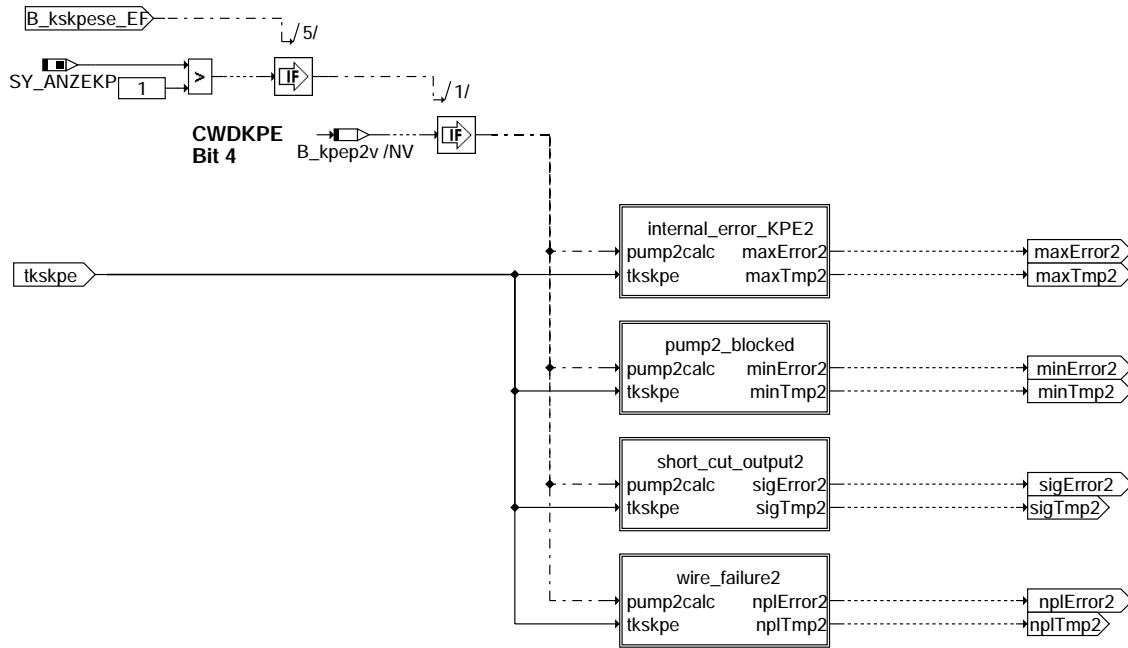 B_kskpese_EF
/5/
SY_ANZEKP
1
>
IF
/1/
CWDKPE
Bit 4
B_kpep2v /NV
IF
internal_error_KPE2
pump2calc maxError2
maxError2
tkskpe
tkskpe maxTmp2
maxTmp2
pump2_blocked
pump2calc minError2
minError2
tkskpe minTmp2
minTmp2
short_cut_output2
pump2calc sigError2
sigError2
tkskpe sigTmp2
sigTmp2
wire_failure2
pump2calc nplError2
nplError2
tkskpe nplTmp2
nplTmp2